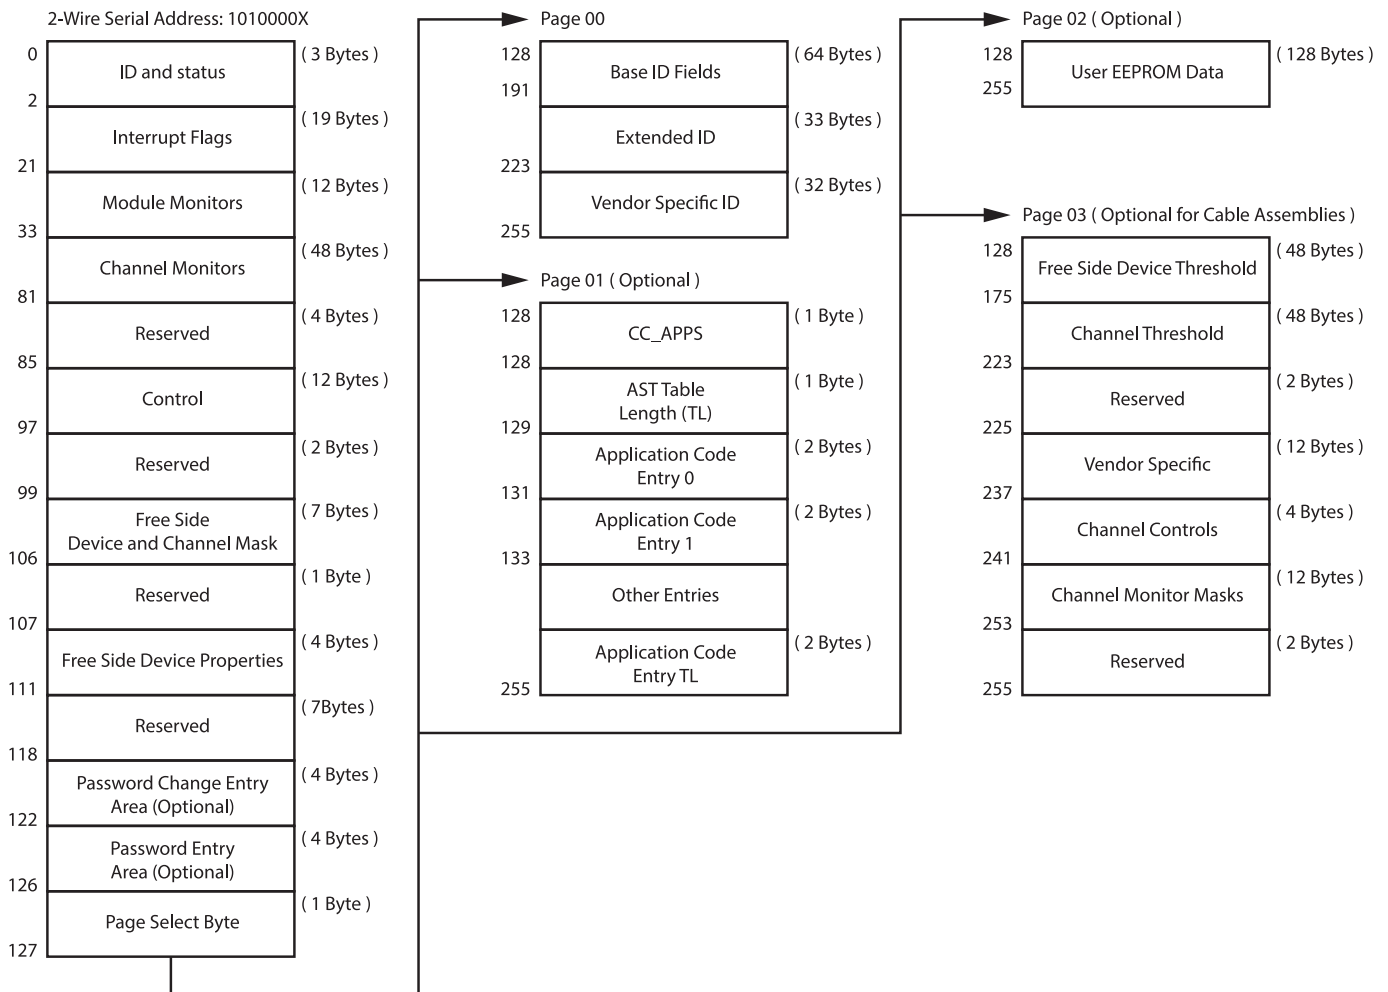 2-Wire Serial Address: 1010000X
0
ID and status
( 3 Bytes )
2
Interrupt Flags
( 19 Bytes )
21
Module Monitors
( 12 Bytes )
33
Channel Monitors
( 48 Bytes )
81
Reserved
( 4 Bytes )
85
Control
( 12 Bytes )
97
Reserved
( 2 Bytes )
99
Free Side
Device and Channel Mask
( 7 Bytes )
106
Reserved
( 1 Byte )
107
Free Side Device Properties
( 4 Bytes )
111
Reserved
( 7Bytes )
118
Password Change Entry
Area (Optional)
( 4 Bytes )
122
Password Entry
Area (Optional)
( 4 Bytes )
126
Page Select Byte
( 1 Byte )
127
Page 00
128
Base ID Fields
( 64 Bytes )
191
Extended ID
( 33 Bytes )
223
Vendor Specific ID
( 32 Bytes )
255
Page 01 ( Optional )
128
CC_APPS
( 1 Byte )
128
AST Table
Length (TL)
( 1 Byte )
129
Application Code
Entry 0
( 2 Bytes )
131
Application Code
Entry 1
( 2 Bytes )
133
Other Entries
Application Code
Entry TL
( 2 Bytes )
255
Page 02 ( Optional )
128
User EEPROM Data
( 128 Bytes )
255
Page 03 ( Optional for Cable Assemblies )
128
Free Side Device Threshold
( 48 Bytes )
175
Channel Threshold
( 48 Bytes )
223
Reserved
( 2 Bytes )
225
Vendor Specific
( 12 Bytes )
237
Channel Controls
( 4 Bytes )
241
Channel Monitor Masks
( 12 Bytes )
253
Reserved
( 2 Bytes )
255